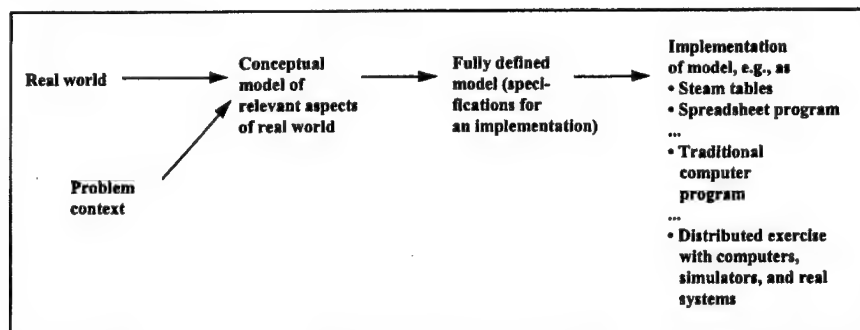 Real world
Problem
context
Conceptual
model of
relevant aspects
of real world
Fully defined
model (speci-
fications for
an implementation)
Implementation
of model, e.g., as
• Steam tables
• Spreadsheet program
...
• Traditional
computer
program
...
• Distributed exercise
with computers,
simulators, and real
systems